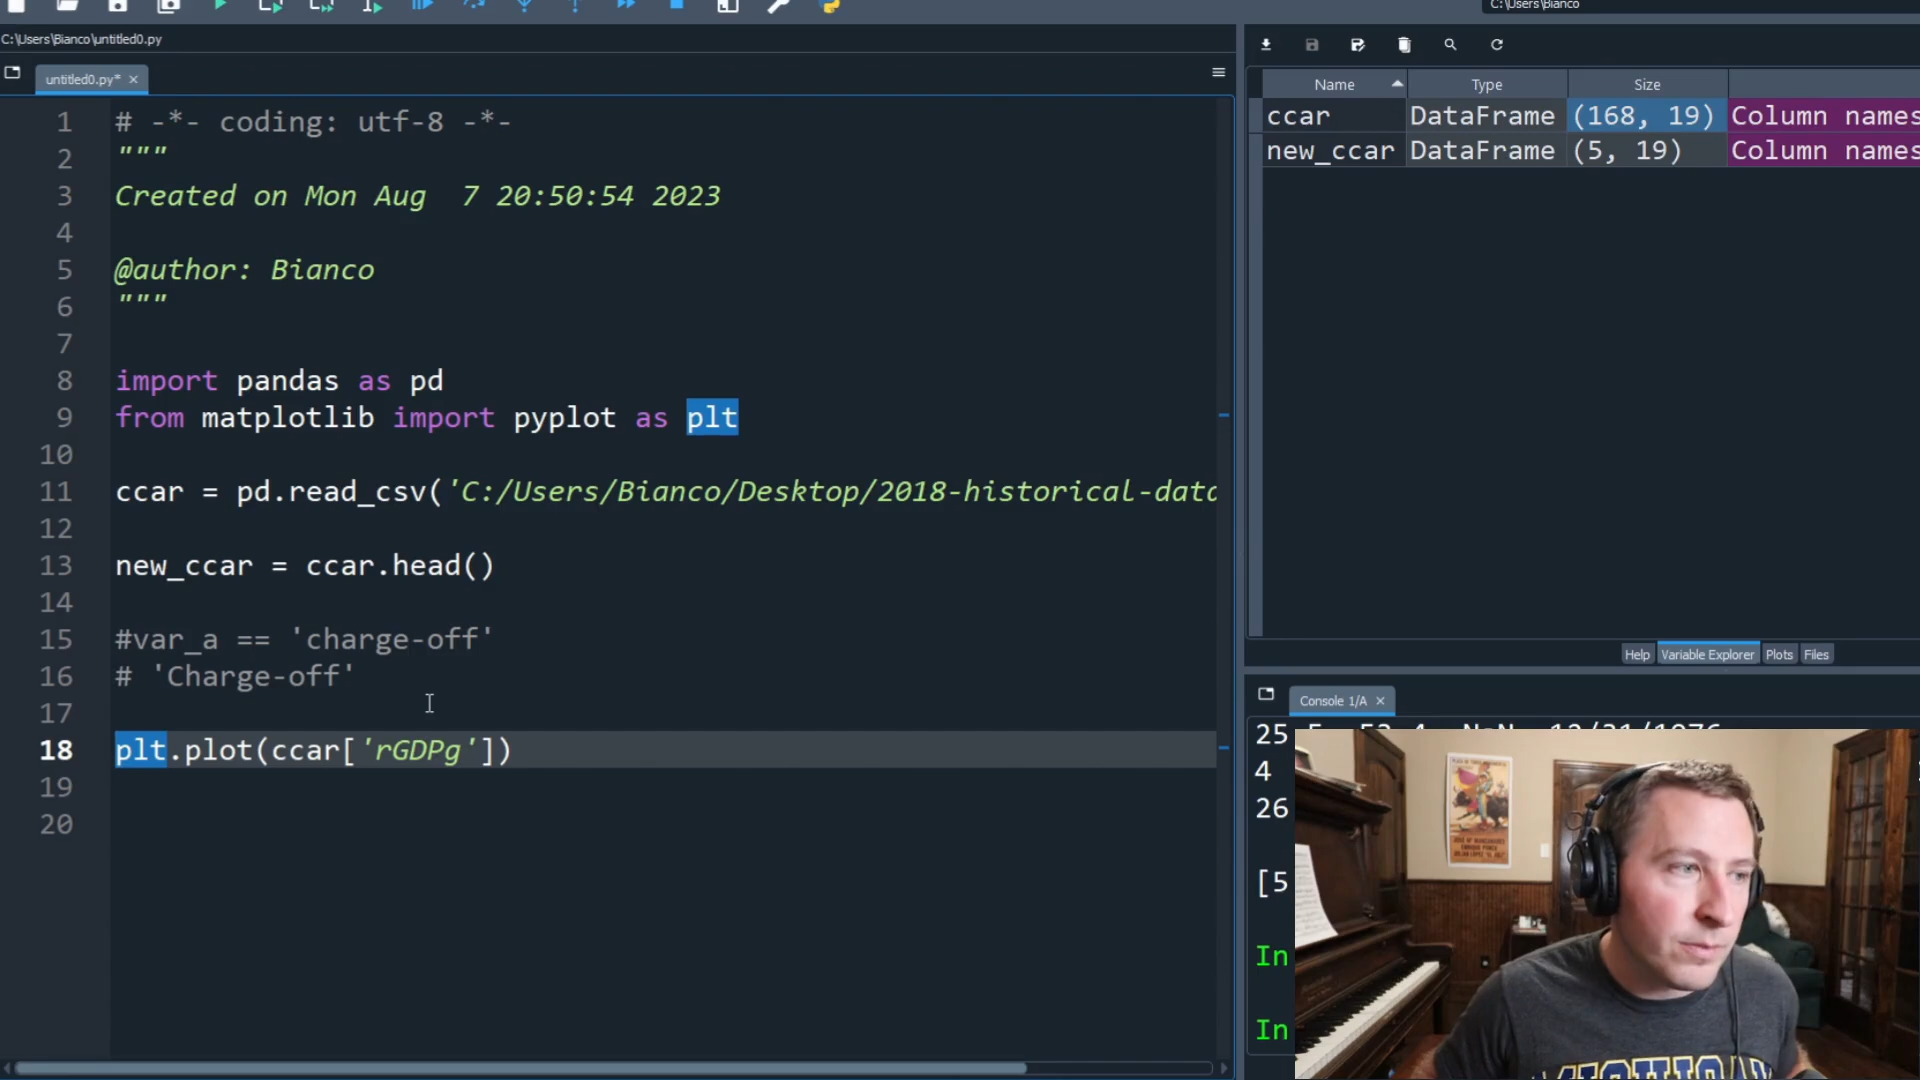 C:\Users\Bianco
C:\Users\Bianco\untitled0.py
untitled0.py*
1 # -*- coding: utf-8 -*-
2 """
3 Created on Mon Aug  7 20:50:54 2023
4
5 @author: Bianco
6 """
7
8 import pandas as pd
9 from matplotlib import pyplot as plt
10
11 ccar = pd.read_csv('C:/Users/Bianco/Desktop/2018-historical-data
12
13 new_ccar = ccar.head()
14
15 #var_a == 'charge-off'
16 # 'Charge-off'
17
18 plt.plot(ccar['rGDPg'])
19
20
Name Type Size
ccar DataFrame (168, 19) Column names
new_ccar DataFrame (5, 19) Column names
Help Variable Explorer Plots Files
Console 1/A
25
4
26
[5
In
In